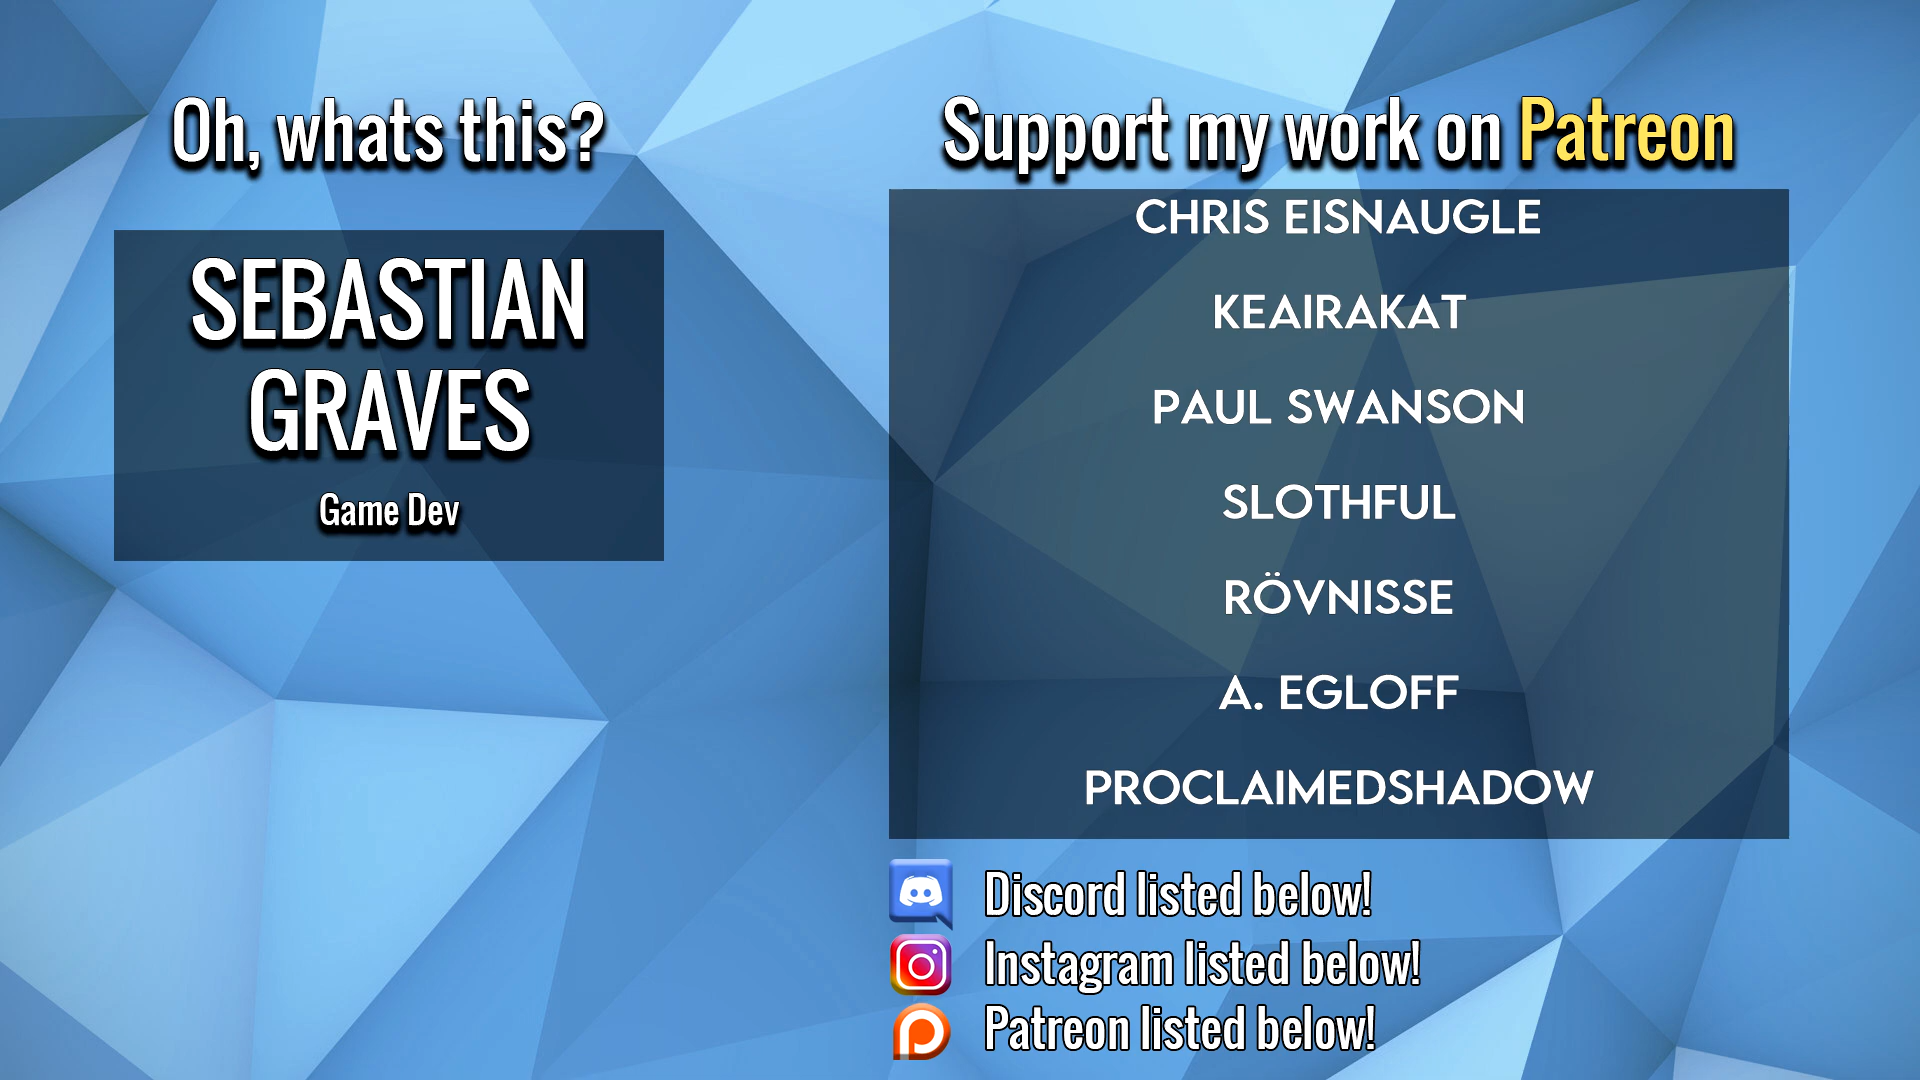 Oh, whats this?
SEBASTIAN
GRAVES
Game Dev
Support my work on Patreon
CHRIS EISNAUGLE
KEAIRAKAT
PAUL SWANSON
SLOTHFUL
RÖVNISSE
A. EGLOFF
PROCLAIMEDSHADOW
Discord listed below!
Instagram listed below!
Patreon listed below!